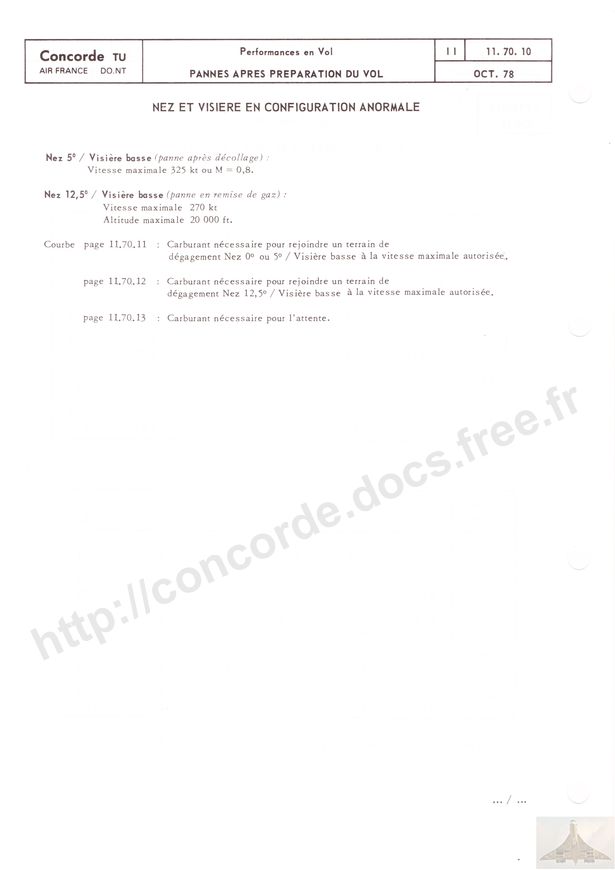 Concorde TU
AIR FRANCE DO.NT
Performances en Vol
PANNES APRES PREPARATION DU VOL
11 11. 70. 10
OCT. 78
NEZ ET VISIERE EN CONFIGURATION ANORMALE
Nez 5° / Visière basse (panne après décollage) :
Vitesse maximale 325 kt ou M = 0,8.
Nez 12,5° / Visière basse (panne en remise de gaz) :
Vitesse maximale 270 kt
Altitude maximale 20 000 ft.
Courbe page 11.70.11 : Carburant nécessaire pour rejoindre un terrain de
dégagement Nez 0° ou 5° / Visière basse à la vitesse maximale autorisée.
page 11.70.12 : Carburant nécessaire pour rejoindre un terrain de
dégagement Nez 12,5° / Visière basse à la vitesse maximale autorisée.
page 11.70.13 : Carburant nécessaire pour l'attente.
http://concorde.docs.free.fr
... / ...